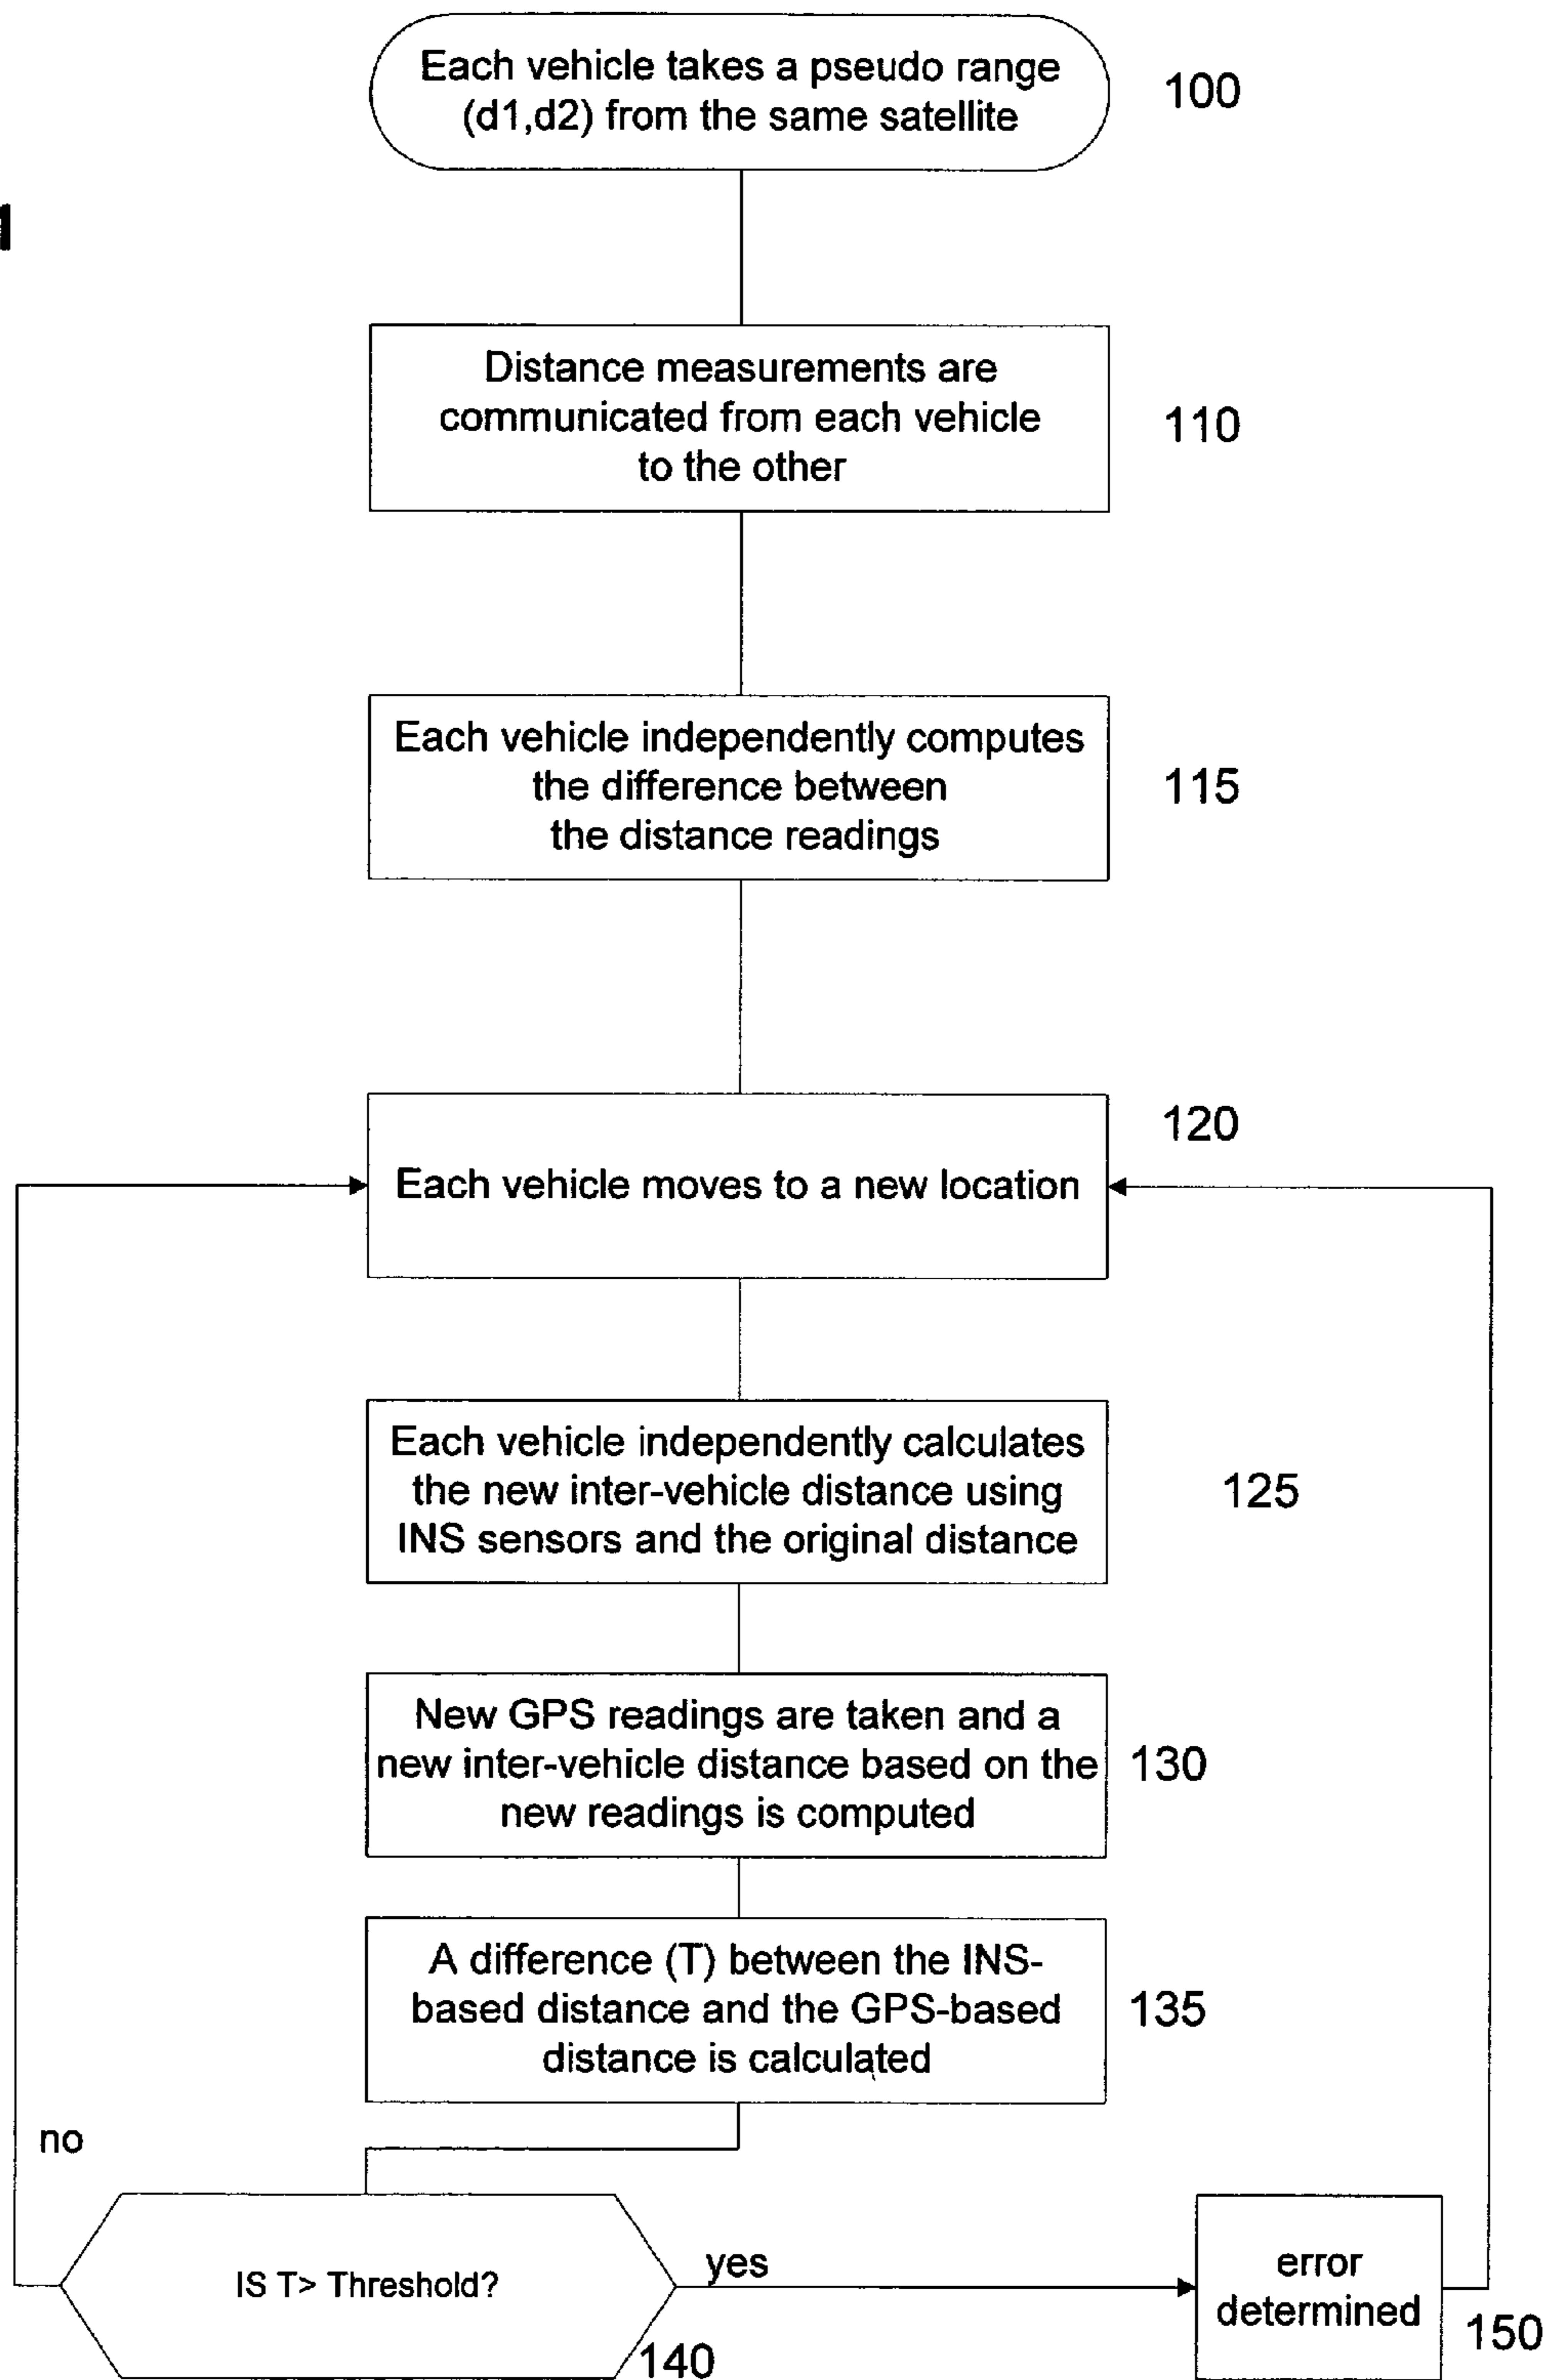 Each vehicle takes a pseudo range
(d1,d2) from the same satellite
100
1
Distance measurements are
communicated from each vehicle
to the other
110
Each vehicle independently computes
the difference between
the distance readings
115
120
Each vehicle moves to a new location
Each vehicle independently calculates
the new inter-vehicle distance using
INS sensors and the original distance
125
New GPS readings are taken and a
new inter-vehicle distance based on the
new readings is computed
130
A difference (T) between the INS-
based distance and the GPS-based
distance is calculated
135
no
IS T> Threshold?
140
yes
error
determined
150